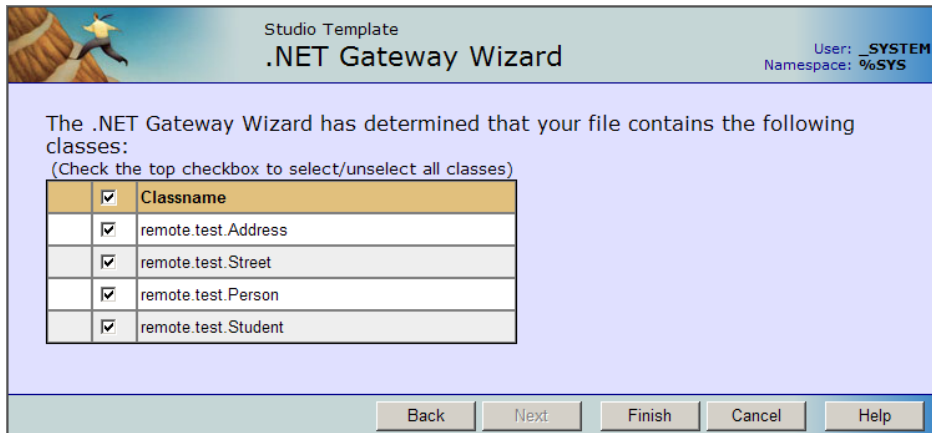 Studio Template
.NET Gateway Wizard
User: _SYSTEM
Namespace: %SYS
The .NET Gateway Wizard has determined that your file contains the following
classes:
(Check the top checkbox to select/unselect all classes)
Classname
remote.test.Address
remote.test.Street
remote.test.Person
remote.test.Student
Back Next Finish Cancel Help